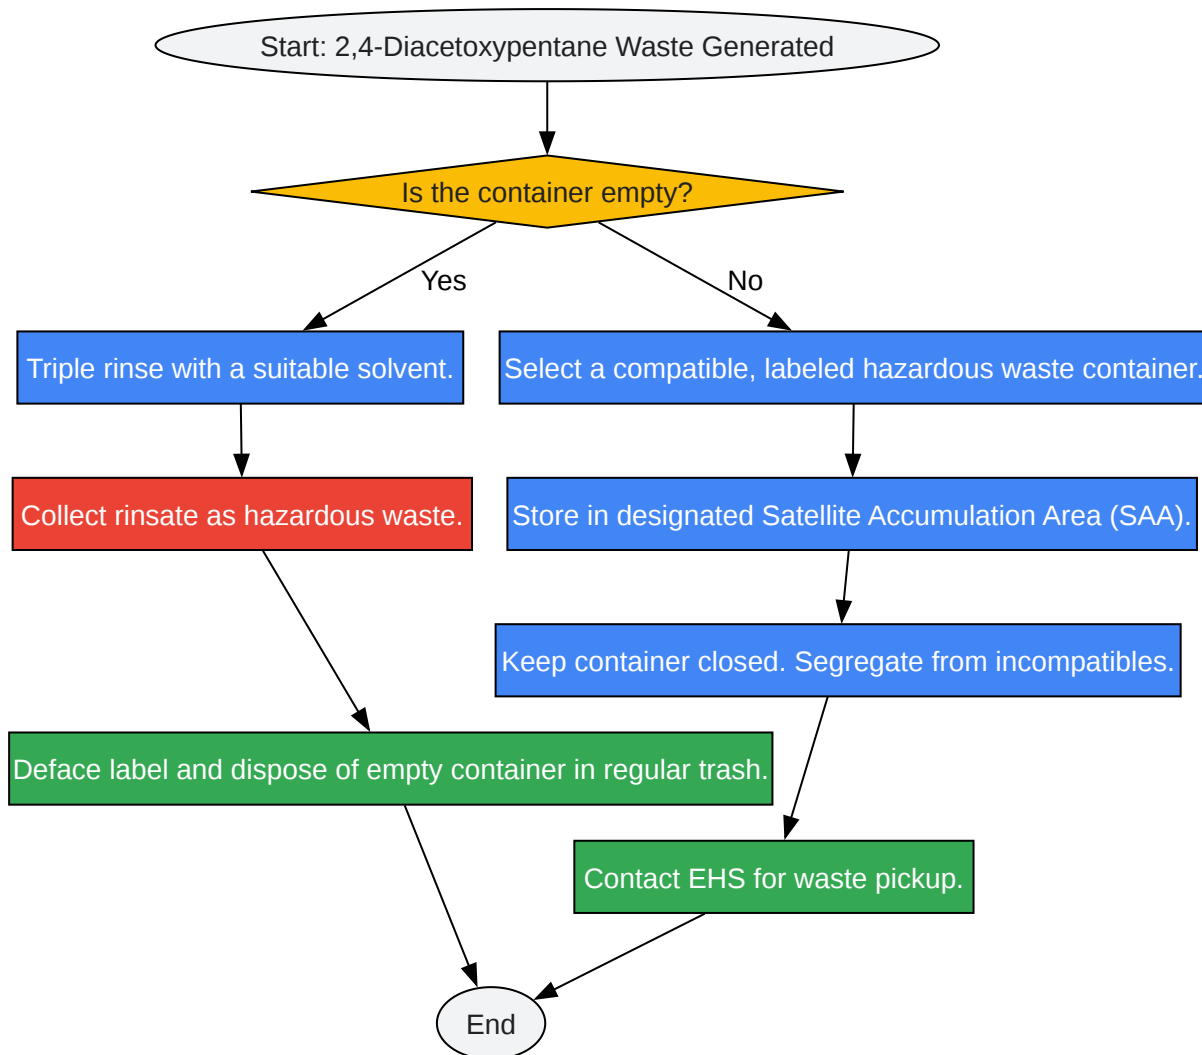 Start: 2,4-Diacetoxypentane Waste Generated
Is the container empty?
Yes
No
Triple rinse with a suitable solvent.
Select a compatible, labeled hazardous waste container.
Collect rinsate as hazardous waste.
Store in designated Satellite Accumulation Area (SAA).
Keep container closed. Segregate from incompatibles.
Deface label and dispose of empty container in regular trash.
Contact EHS for waste pickup.
End